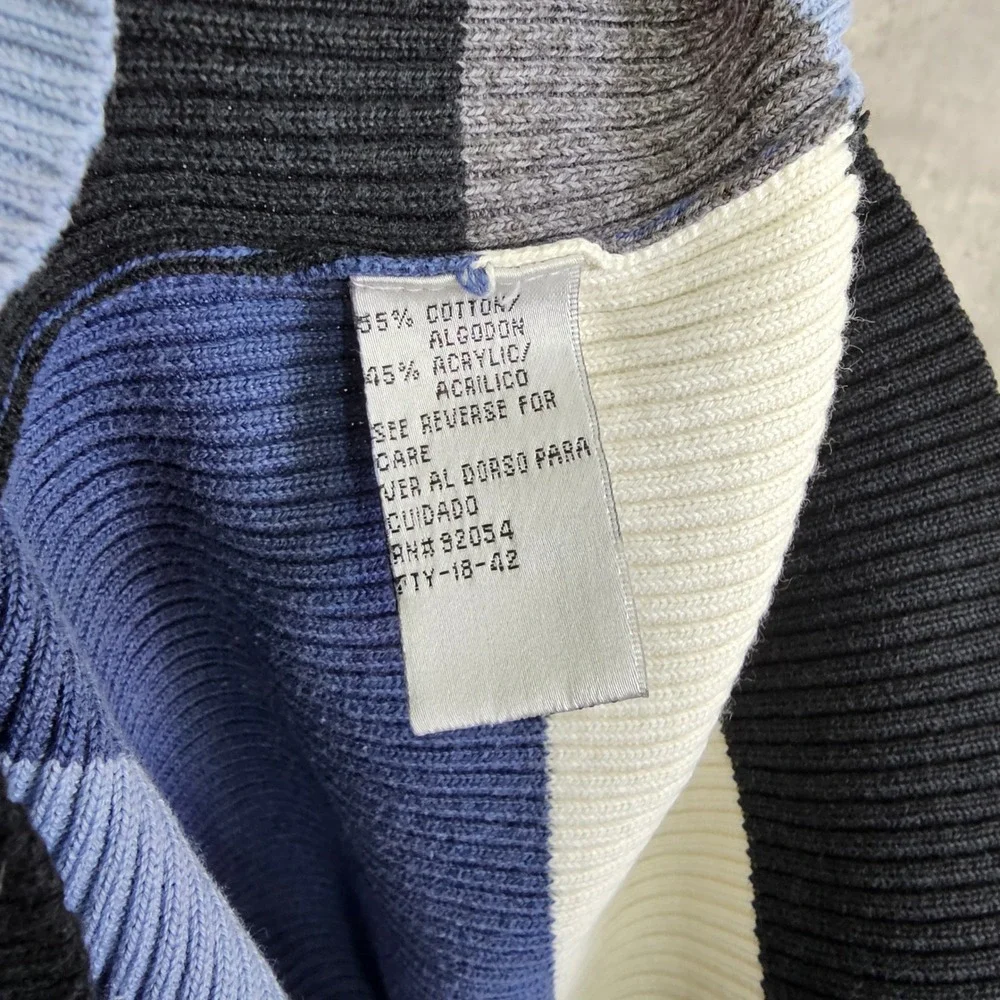 55% COTTON/
ALGODON
45% ACRYLIC/
ACRILICO
SEE REVERSE FOR
CARE
VER AL DORSO PARA
CUIDADO
RN# 92054
FTY-18-42